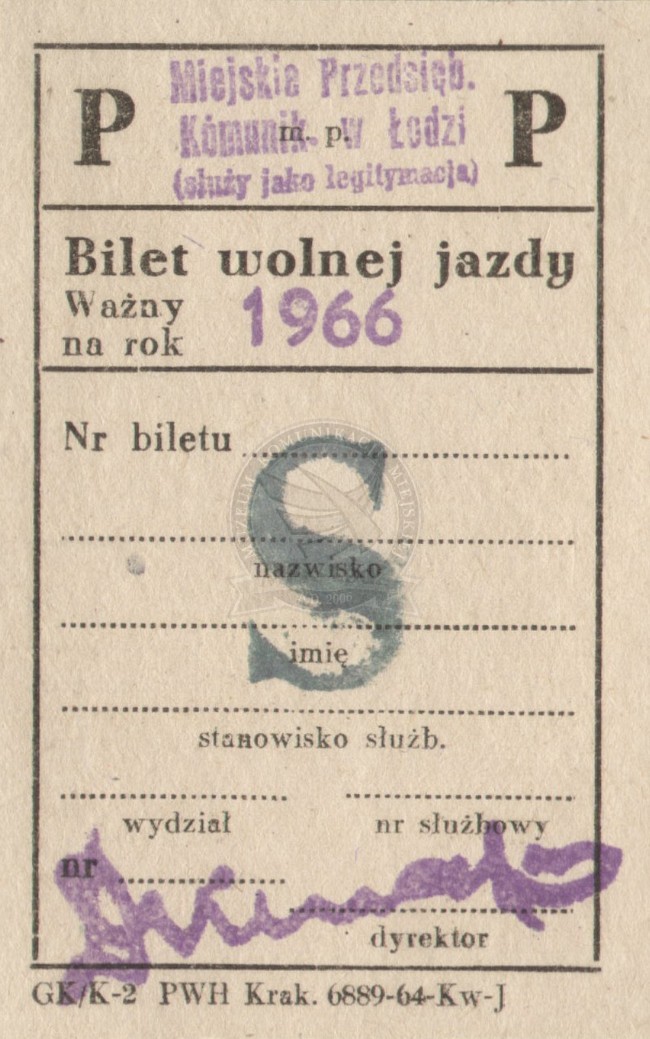 Miejskie Przedsięb.
P Komunik. w Łodzi P
m. p.
(służy jako legitymacja)
Bilet wolnej jazdy
Ważny
na rok 1966
Nr biletu
S
nazwisko
imię
stanowisko służb.
wydział nr służbowy
nr
dyrektor
GK/K-2 PWH Krak. 6889-64-Kw-J